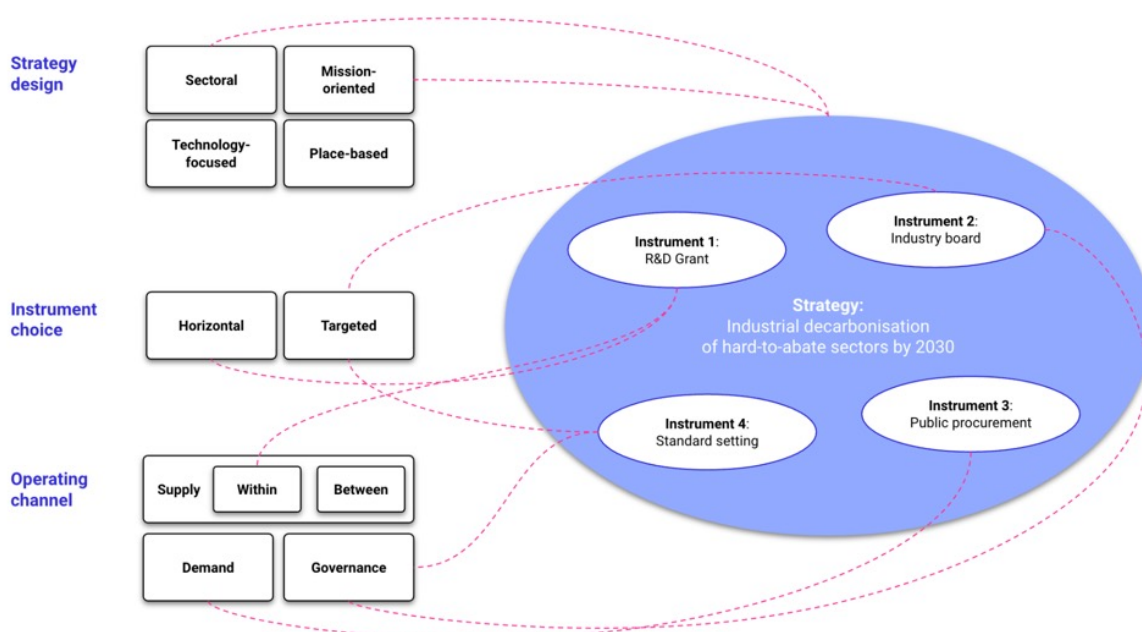 Strategy
design
Sectoral
Mission-
oriented
Technology-
focused
Place-based
Instrument
choice
Horizontal
Targeted
Operating
channel
Supply
Within
Between
Demand
Governance
Instrument 1:
R&D Grant
Instrument 2:
Industry board
Strategy:
Industrial decarbonisation
of hard-to-abate sectors by 2030
Instrument 4:
Standard setting
Instrument 3:
Public procurement